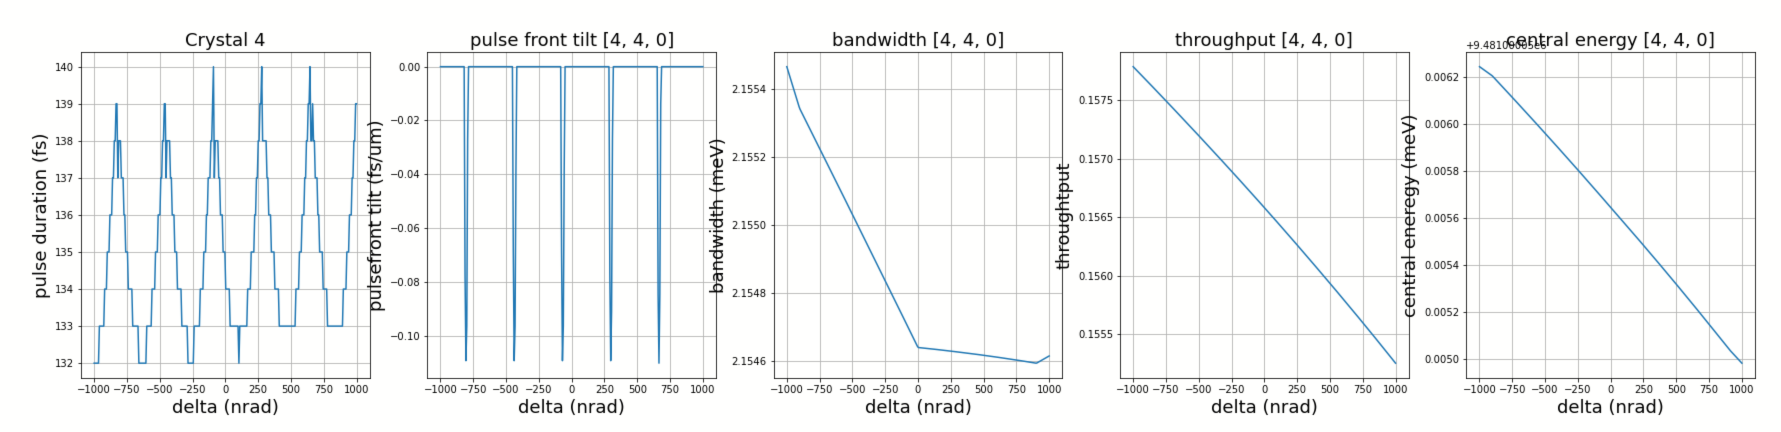 Crystal 4
pulse duration (fs)
140
139
138
137
136
135
134
133
132
−1000 −750 −500 −250 0 250 500 750 1000
delta (nrad)
pulse front tilt [4, 4, 0]
pulsefront tilt (fs/um)
0.00
−0.02
−0.04
−0.06
−0.08
−0.10
−1000 −750 −500 −250 0 250 500 750 1000
delta (nrad)
bandwidth [4, 4, 0]
bandwidth (meV)
2.1554
2.1552
2.1550
2.1548
2.1546
−1000 −750 −500 −250 0 250 500 750 1000
delta (nrad)
throughput [4, 4, 0]
throughtput
0.1575
0.1570
0.1565
0.1560
0.1555
−1000 −750 −500 −250 0 250 500 750 1000
delta (nrad)
central energy [4, 4, 0]
central energy (meV)
0.0062
0.0060
0.0058
0.0056
0.0054
0.0052
0.0050
−1000 −750 −500 −250 0 250 500 750 1000
delta (nrad)